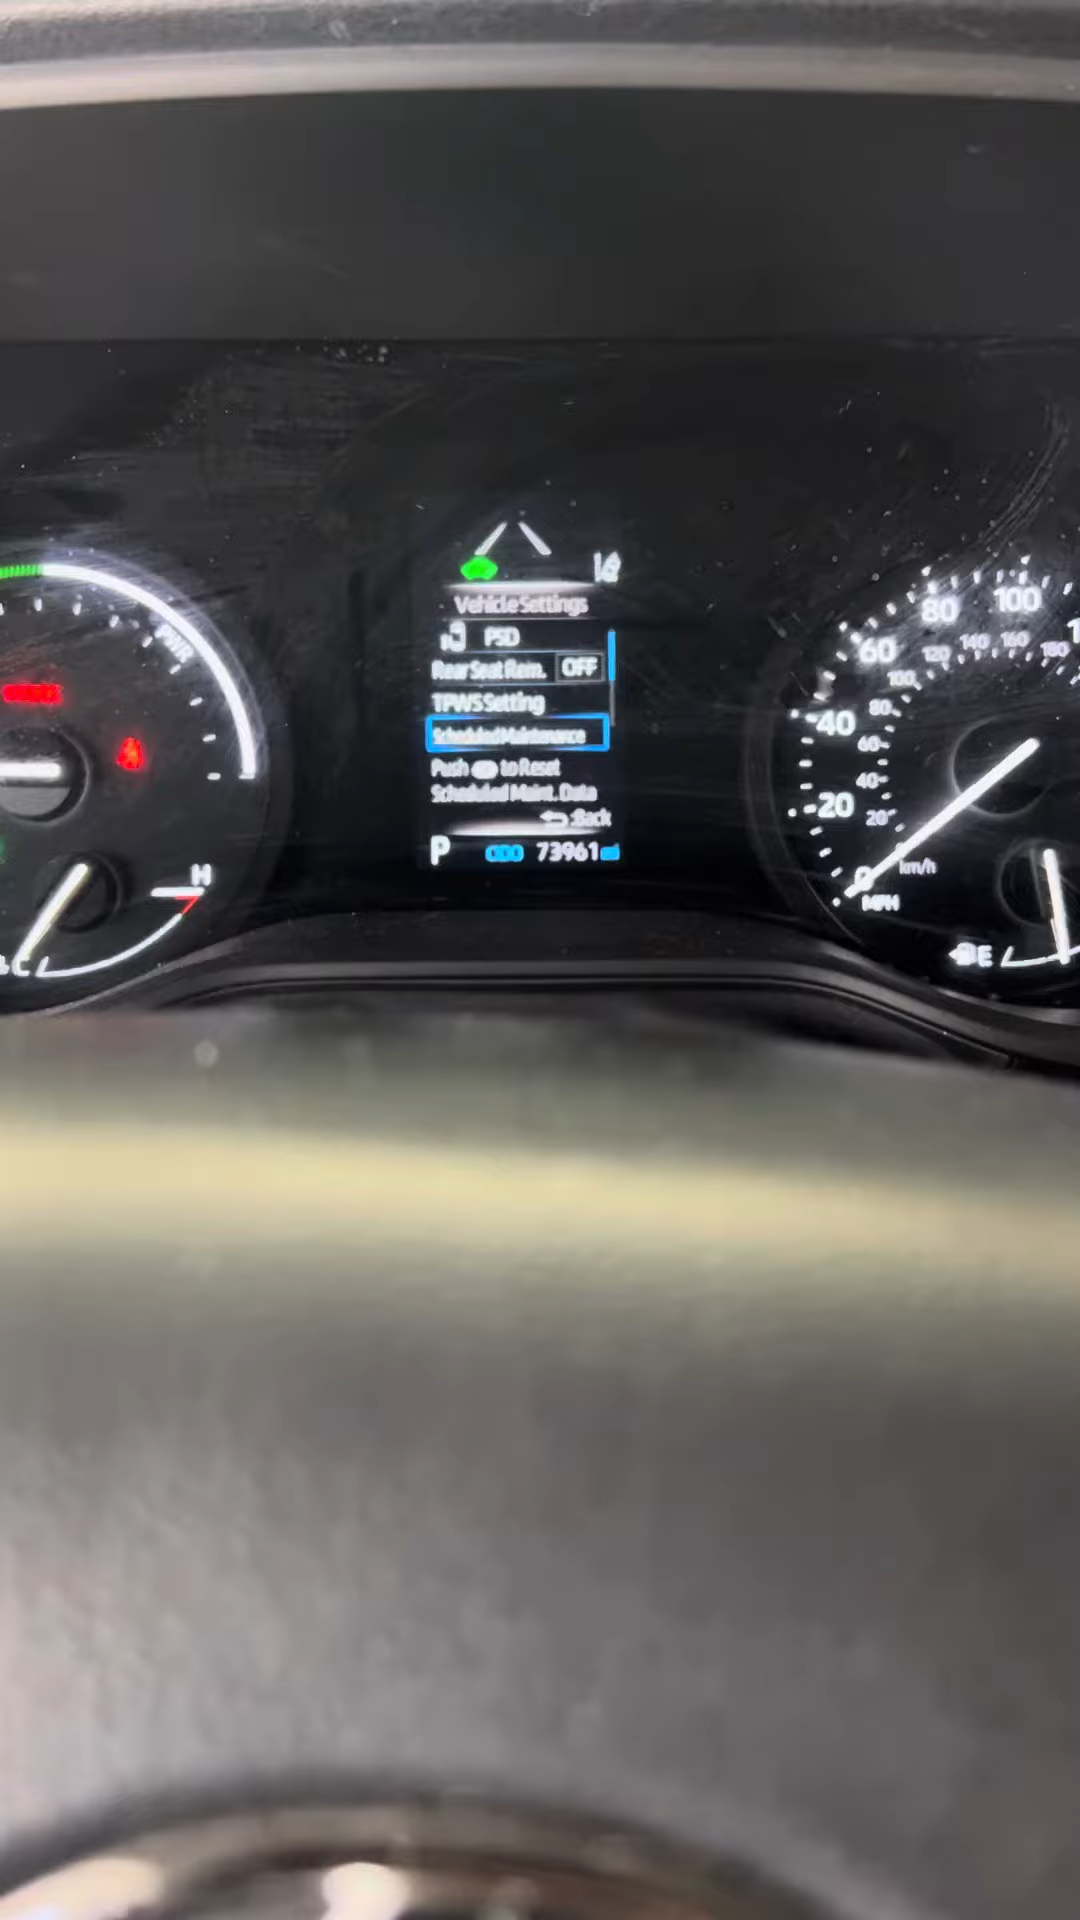 Vehicle Settings
PSD
Rear Seat Rem. OFF
TPWS Setting
Scheduled Maintenance
Push to Reset
Scheduled Maint. Data
:Back
P ODO 73961
PWR
H
C
100
80
60
40
20
0
180
160
140
120
100
80
60
40
20
km/h
MPH
E